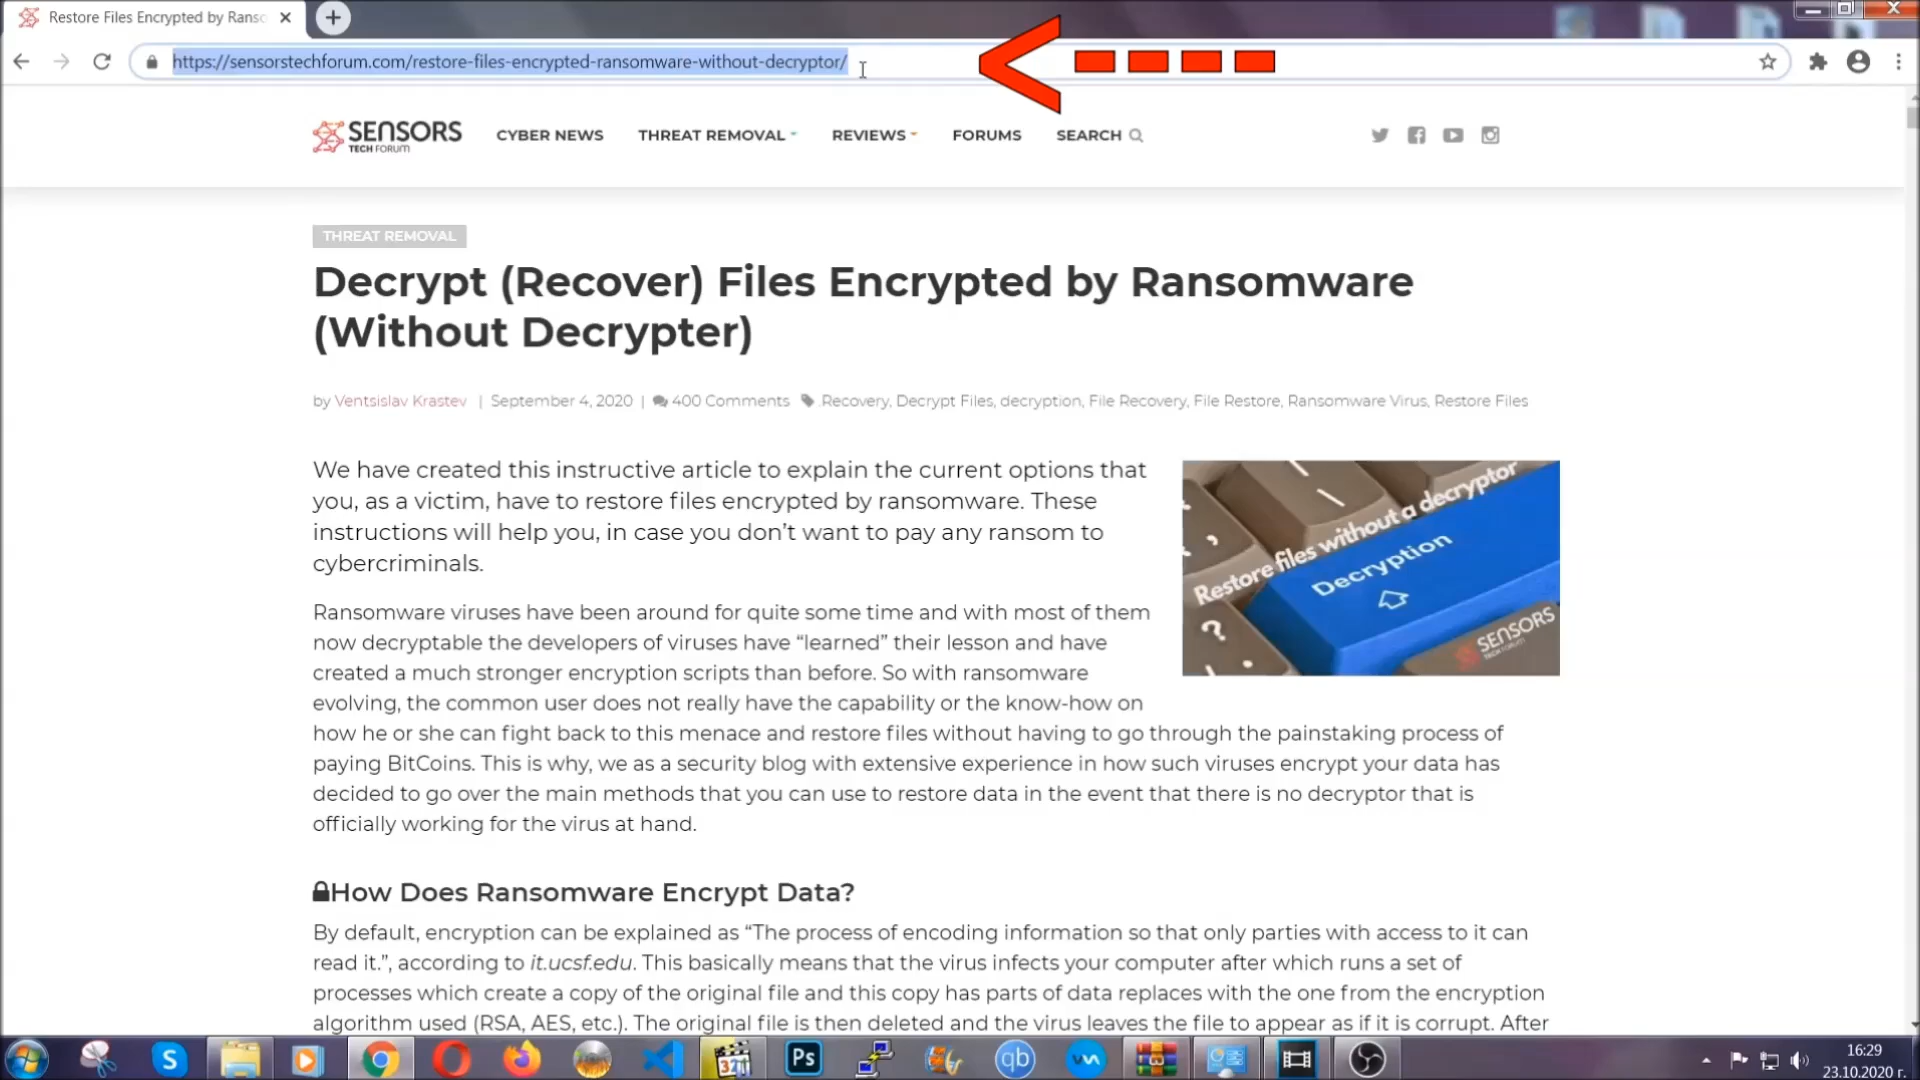 Restore Files Encrypted by Ranso
https://sensorstechforum.com/restore-files-encrypted-ransomware-without-decryptor/
SENSORS
TECH FORUM
CYBER NEWS THREAT REMOVAL REVIEWS FORUMS SEARCH
THREAT REMOVAL
Decrypt (Recover) Files Encrypted by Ransomware
(Without Decrypter)
by Ventsislav Krastev | September 4, 2020 | 400 Comments .Recovery, Decrypt Files, decryption, File Recovery, File Restore, Ransomware Virus, Restore Files
We have created this instructive article to explain the current options that
you, as a victim, have to restore files encrypted by ransomware. These
instructions will help you, in case you don't want to pay any ransom to
cybercriminals.
Restore files without a decryptor
Decryption
SENSORS
TECH FORUM
Ransomware viruses have been around for quite some time and with most of them
now decryptable the developers of viruses have “learned” their lesson and have
created a much stronger encryption scripts than before. So with ransomware
evolving, the common user does not really have the capability or the know-how on
how he or she can fight back to this menace and restore files without having to go through the painstaking process of
paying BitCoins. This is why, we as a security blog with extensive experience in how such viruses encrypt your data has
decided to go over the main methods that you can use to restore data in the event that there is no decryptor that is
officially working for the virus at hand.
How Does Ransomware Encrypt Data?
By default, encryption can be explained as “The process of encoding information so that only parties with access to it can
read it.”, according to it.ucsf.edu. This basically means that the virus infects your computer after which runs a set of
processes which create a copy of the original file and this copy has parts of data replaces with the one from the encryption
algorithm used (RSA, AES, etc.). The original file is then deleted and the virus leaves the file to appear as if it is corrupt. After
S
321
Ps
qb
16:29
23.10.2020 г.